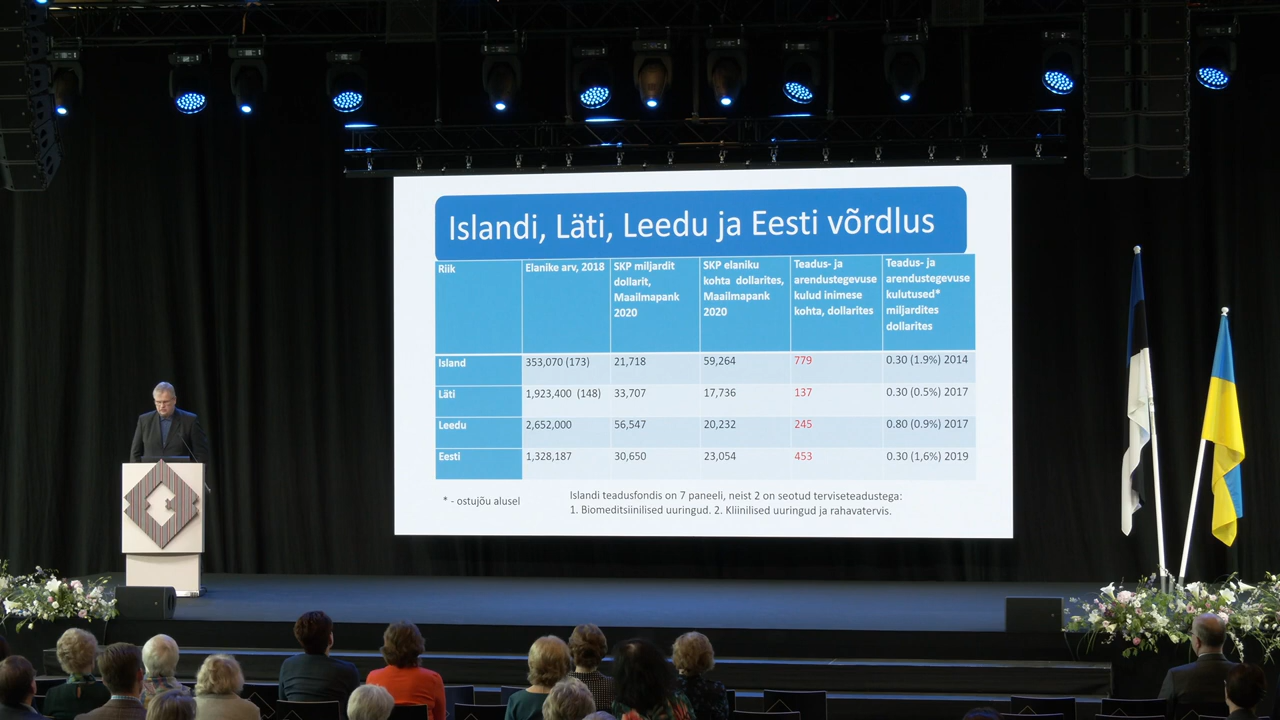 Islandi, Läti, Leedu ja Eesti võrdlus
Riik
Elanike arv, 2018
SKP miljardit
dollarit,
Maailmapank
2020
SKP elaniku
kohta dollarites,
Maailmapank
2020
Teadus- ja
arendustegevuse
kulud inimese
kohta, dollarites
Teadus- ja
arendustegevuse
kulutused*
miljardites
dollarites
Island 353,070 (173) 21,718 59,264 779 0.30 (1.9%) 2014
Läti 1,923,400 (148) 33,707 17,736 137 0.30 (0.5%) 2017
Leedu 2,652,000 56,547 20,232 245 0.80 (0.9%) 2017
Eesti 1,328,187 30,650 23,054 453 0.30 (1,6%) 2019
* - ostujõu alusel
Islandi teadusfondis on 7 paneeli, neist 2 on seotud terviseteadustega:
1. Biomeditsiinilised uuringud. 2. Kliinilised uuringud ja rahavatervis.